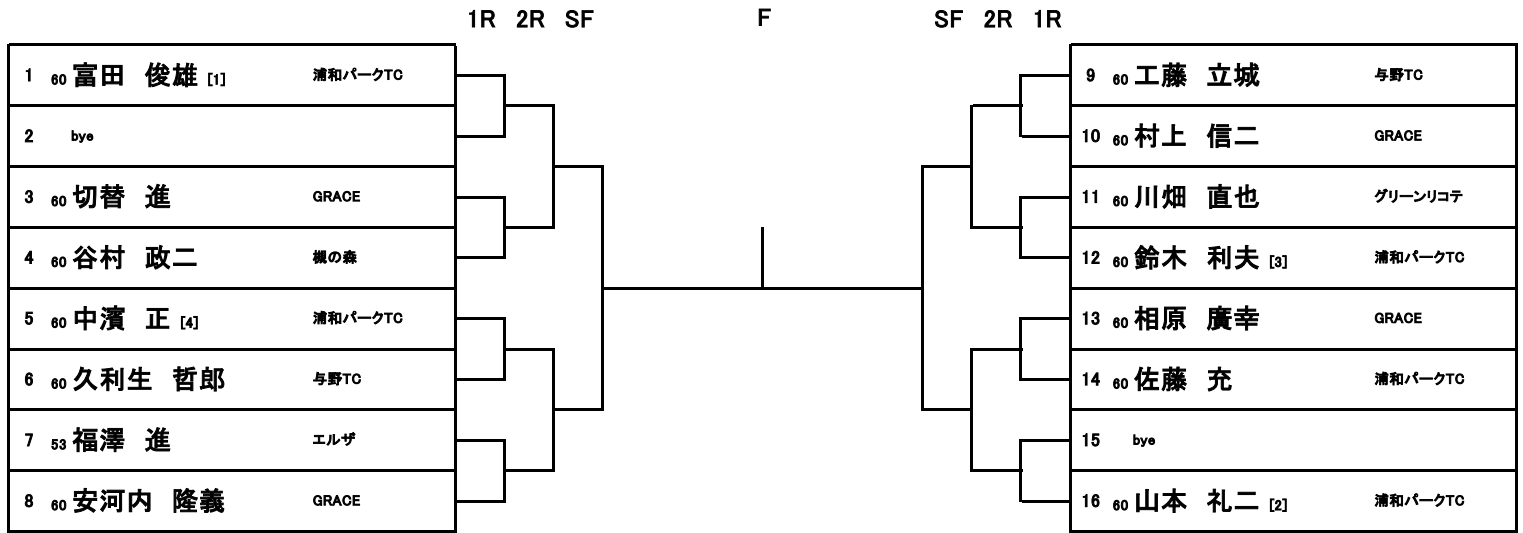 1R 2R SF F SF 2R 1R
1 60 富田 俊雄 [1] 浦和パークTC
2 bye
3 60 切替 進 GRACE
4 60 谷村 政二 槻の森
5 60 中濱 正 [4] 浦和パークTC
6 60 久利生 哲郎 与野TC
7 53 福澤 進 エルザ
8 60 安河内 隆義 GRACE
9 60 工藤 立城 与野TC
10 60 村上 信二 GRACE
11 60 川畑 直也 グリーンリコテ
12 60 鈴木 利夫 [3] 浦和パークTC
13 60 相原 廣幸 GRACE
14 60 佐藤 充 浦和パークTC
15 bye
16 60 山本 礼二 [2] 浦和パークTC